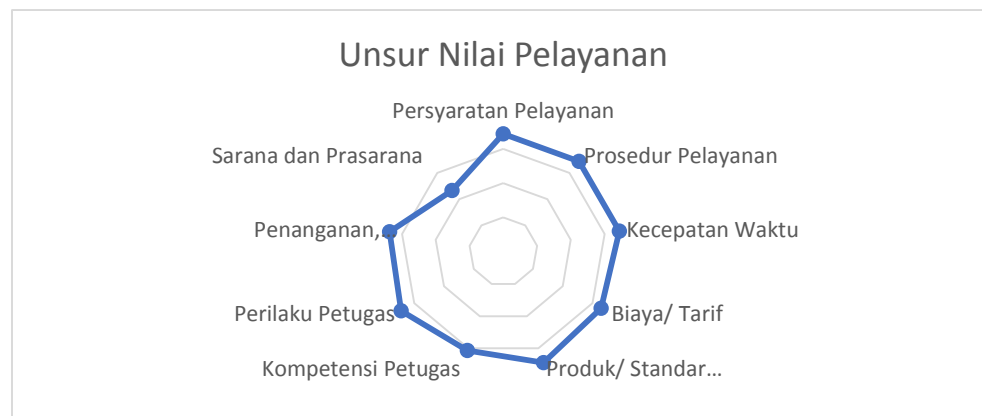 Unsur Nilai Pelayanan
Persyaratan Pelayanan
Prosedur Pelayanan
Kecepatan Waktu
Biaya/ Tarif
Produk/ Standar…
Kompetensi Petugas
Perilaku Petugas
Penanganan,…
Sarana dan Prasarana